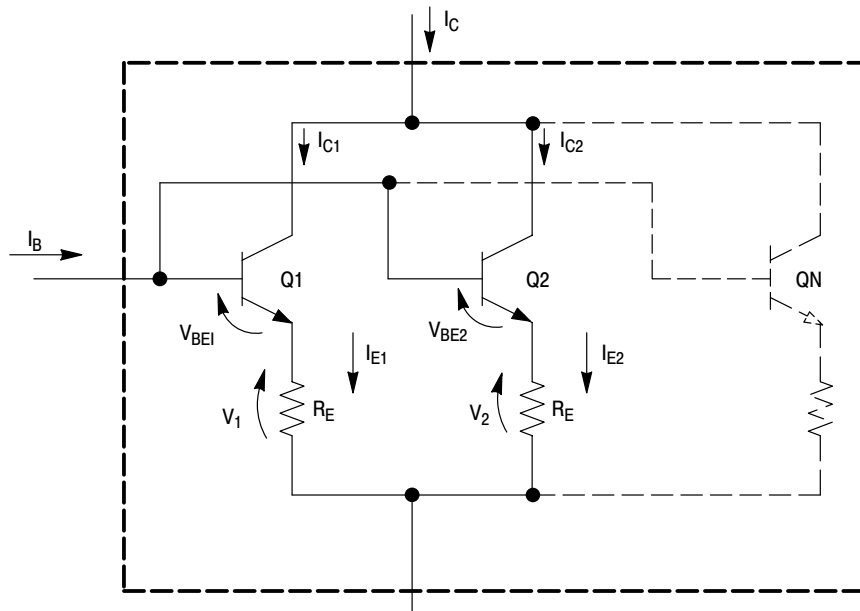 I_C
I_C1
I_C2
I_B
Q1
Q2
QN
V_BEI
V_BE2
I_E1
I_E2
V_1
R_E
V_2
R_E